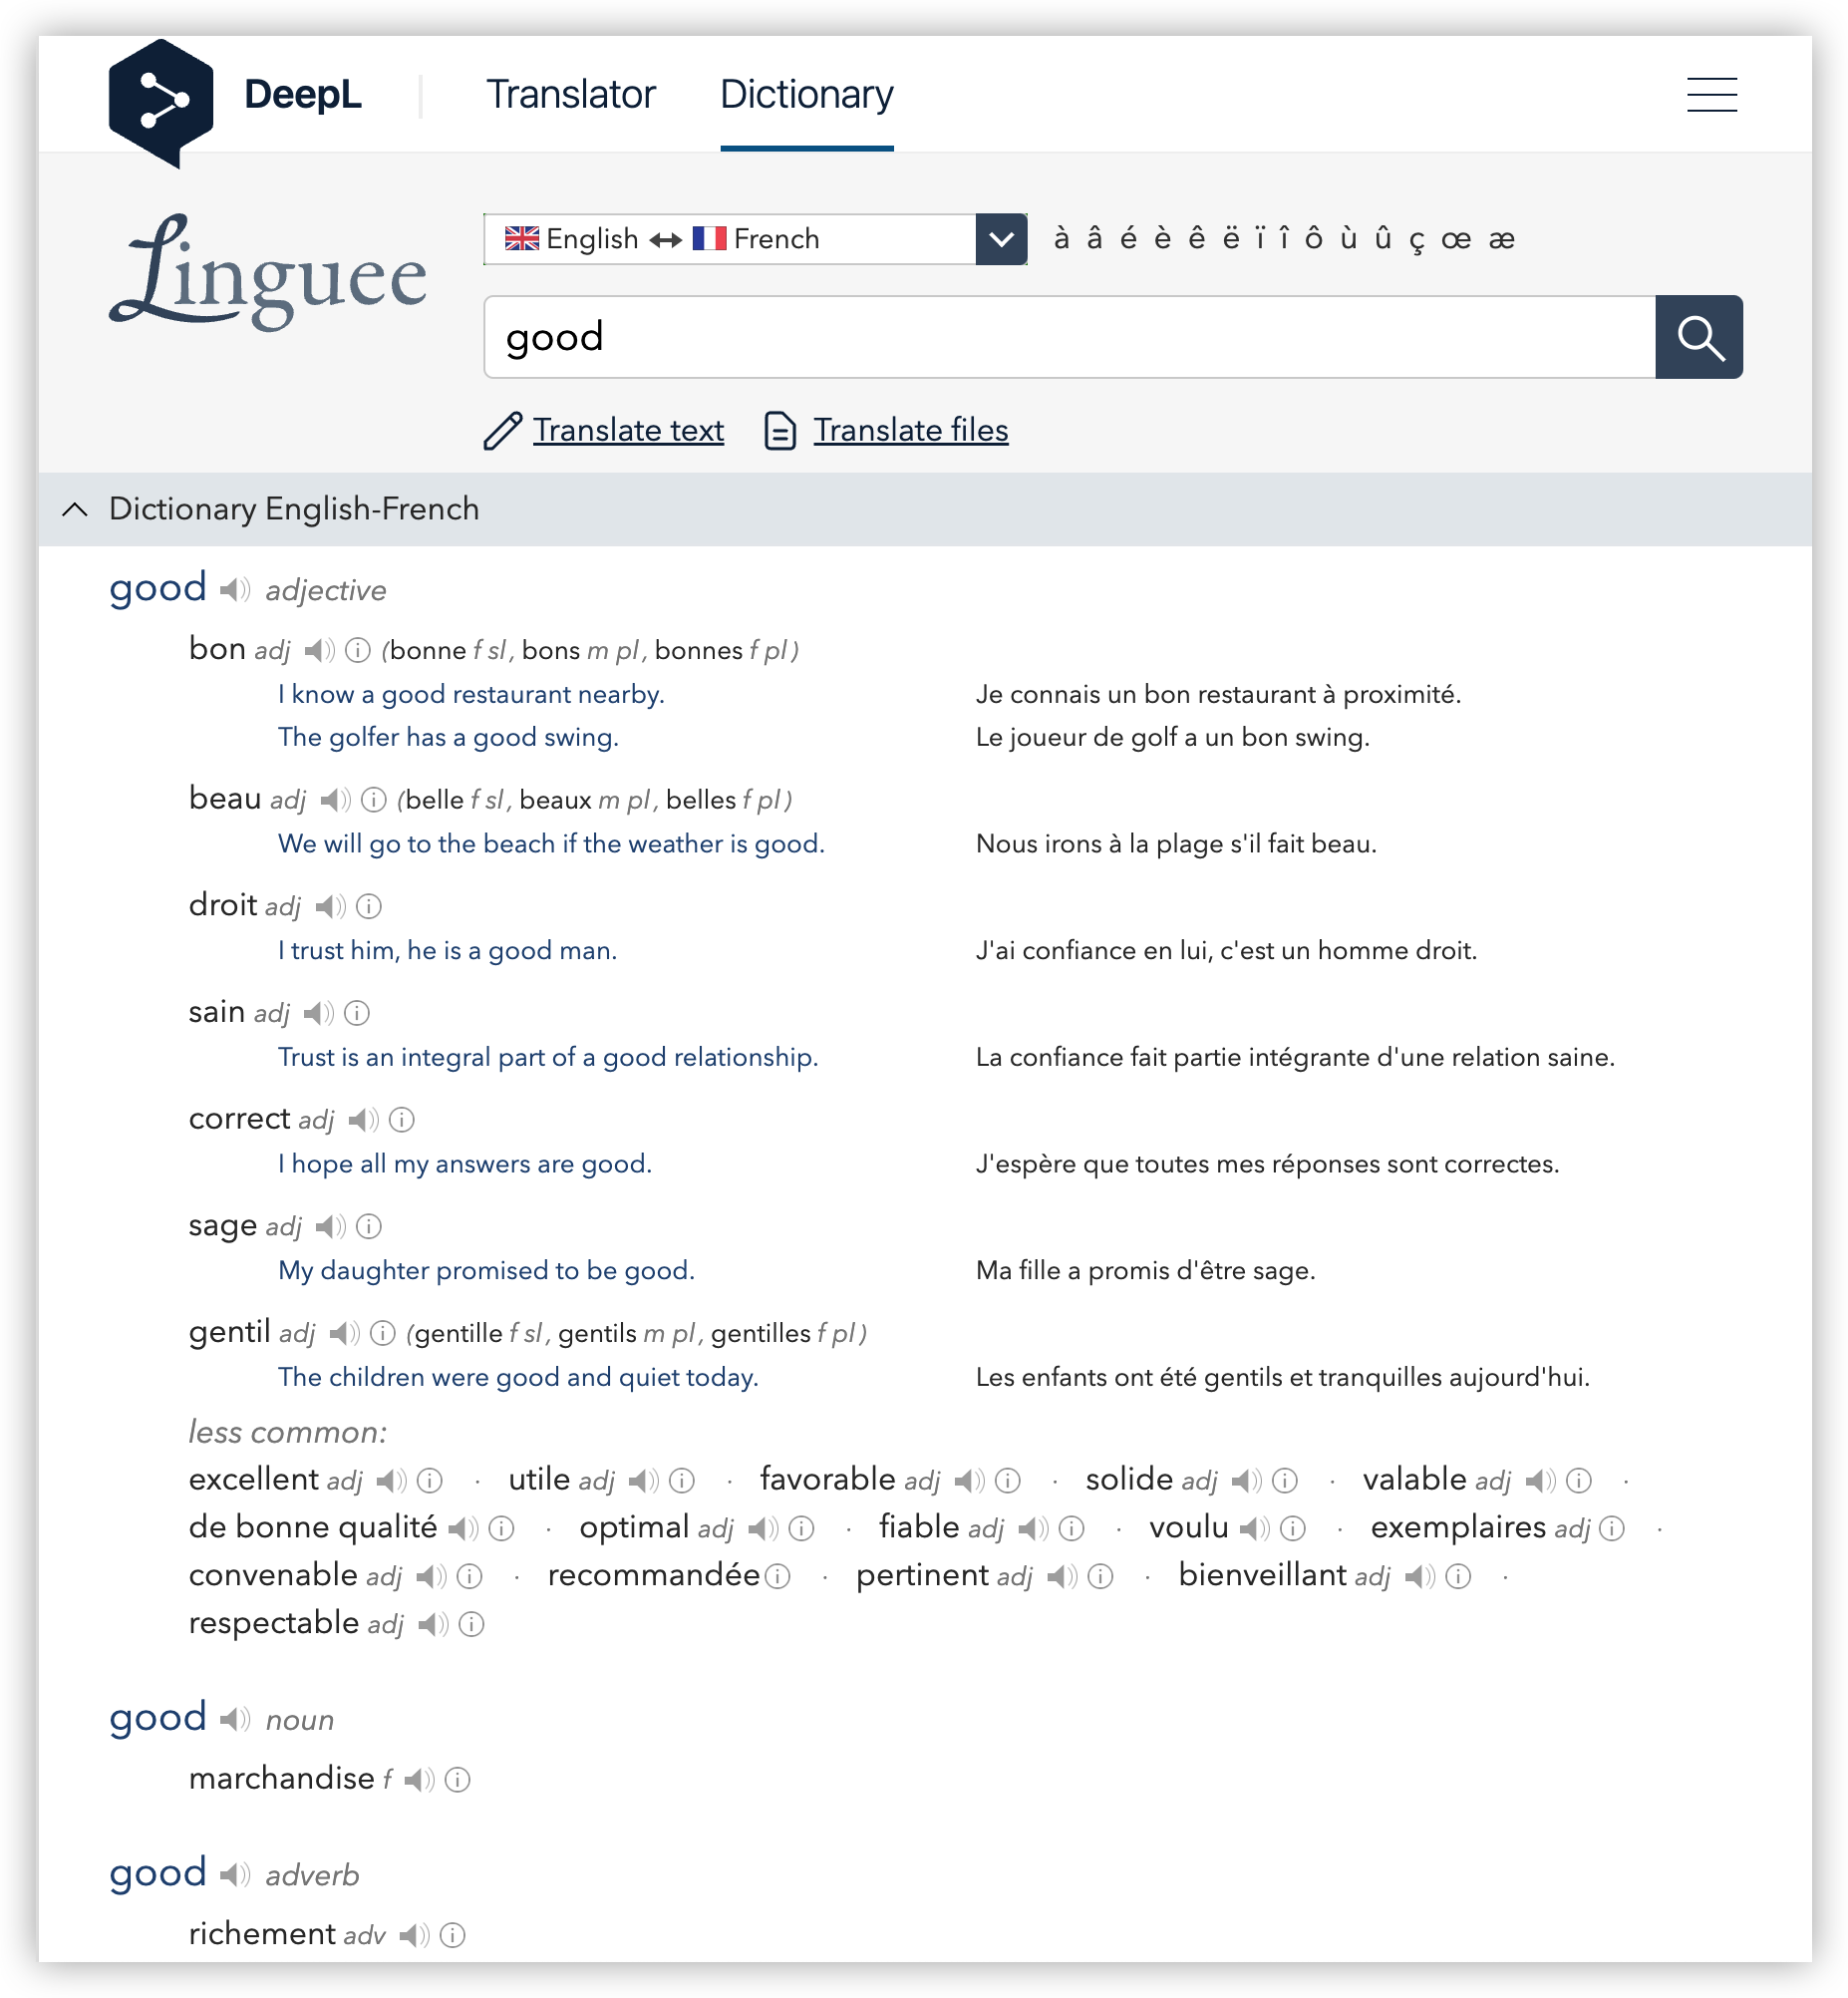 DeepL Translator Dictionary
Linguee
English ↔ French à â é è ê ë ï î ô ù û ç œ æ
good
Translate text Translate files
Dictionary English-French
good adjective
bon adj (bonne f sl, bons m pl, bonnes f pl)
I know a good restaurant nearby. Je connais un bon restaurant à proximité.
The golfer has a good swing. Le joueur de golf a un bon swing.
beau adj (belle f sl, beaux m pl, belles f pl)
We will go to the beach if the weather is good. Nous irons à la plage s'il fait beau.
droit adj
I trust him, he is a good man. J'ai confiance en lui, c'est un homme droit.
sain adj
Trust is an integral part of a good relationship. La confiance fait partie intégrante d'une relation saine.
correct adj
I hope all my answers are good. J'espère que toutes mes réponses sont correctes.
sage adj
My daughter promised to be good. Ma fille a promis d'être sage.
gentil adj (gentille f sl, gentils m pl, gentilles f pl)
The children were good and quiet today. Les enfants ont été gentils et tranquilles aujourd'hui.
less common:
excellent adj · utile adj · favorable adj · solide adj · valable adj ·
de bonne qualité · optimal adj · fiable adj · voulu · exemplaires adj ·
convenable adj · recommandée · pertinent adj · bienveillant adj ·
respectable adj
good noun
marchandise f
good adverb
richement adv